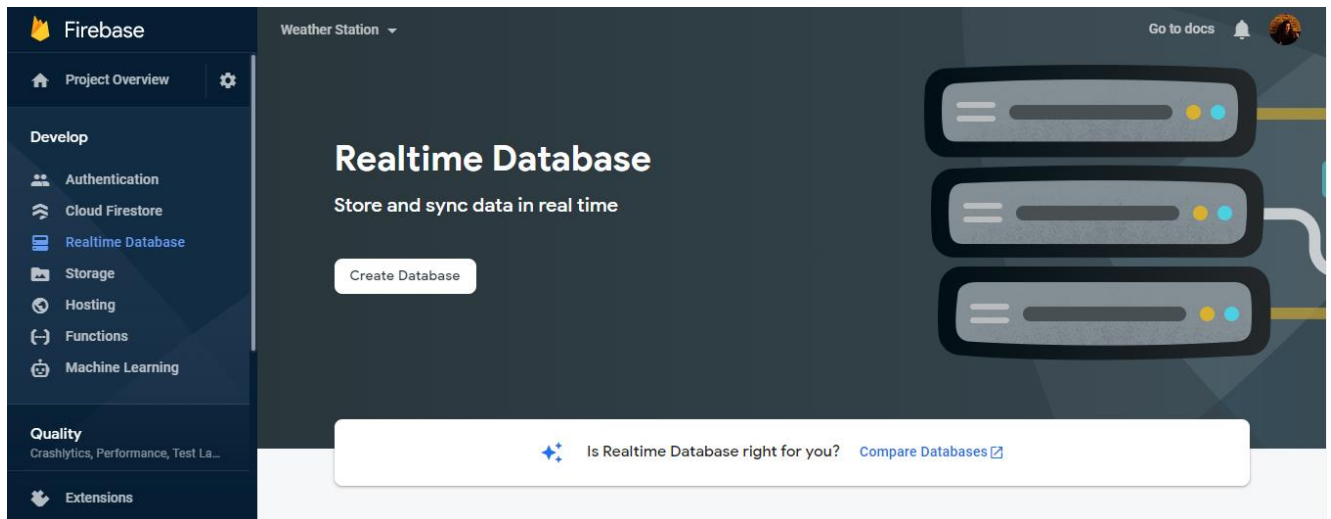 Firebase
Project Overview
Develop
Authentication
Cloud Firestore
Realtime Database
Storage
Hosting
Functions
Machine Learning
Quality
Crashlytics, Performance, Test La...
Extensions
Weather Station
Go to docs
Realtime Database
Store and sync data in real time
Create Database
Is Realtime Database right for you? Compare Databases